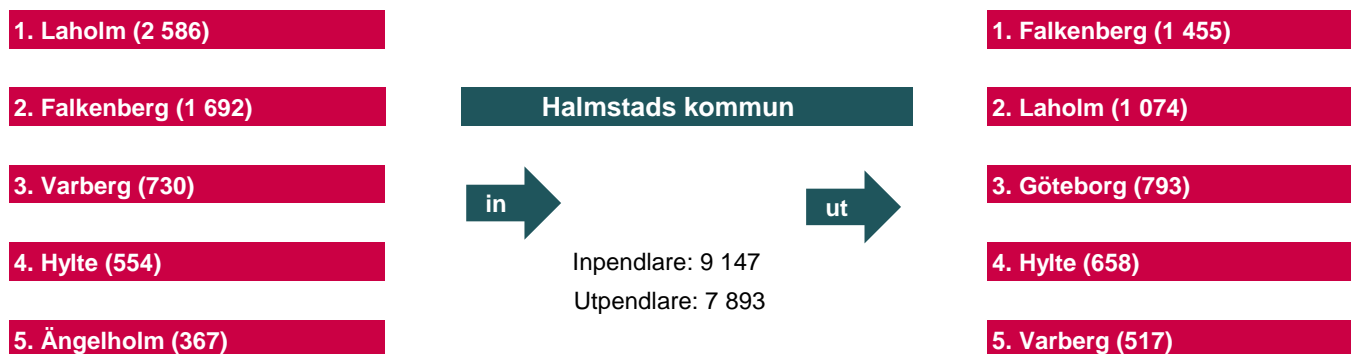 1. Laholm (2 586)
2. Falkenberg (1 692)
3. Varberg (730)
4. Hylte (554)
5. Ängelholm (367)
Halmstads kommun
in
ut
Inpendlare: 9 147
Utpendlare: 7 893
1. Falkenberg (1 455)
2. Laholm (1 074)
3. Göteborg (793)
4. Hylte (658)
5. Varberg (517)